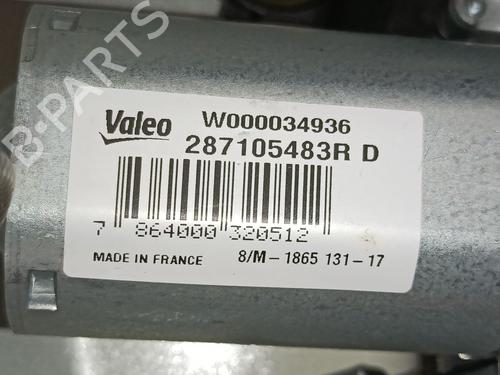 Valeo
W000034936
287105483R D
7 864000 320512
MADE IN FRANCE 8/M-1865 131-17
B-PARTS